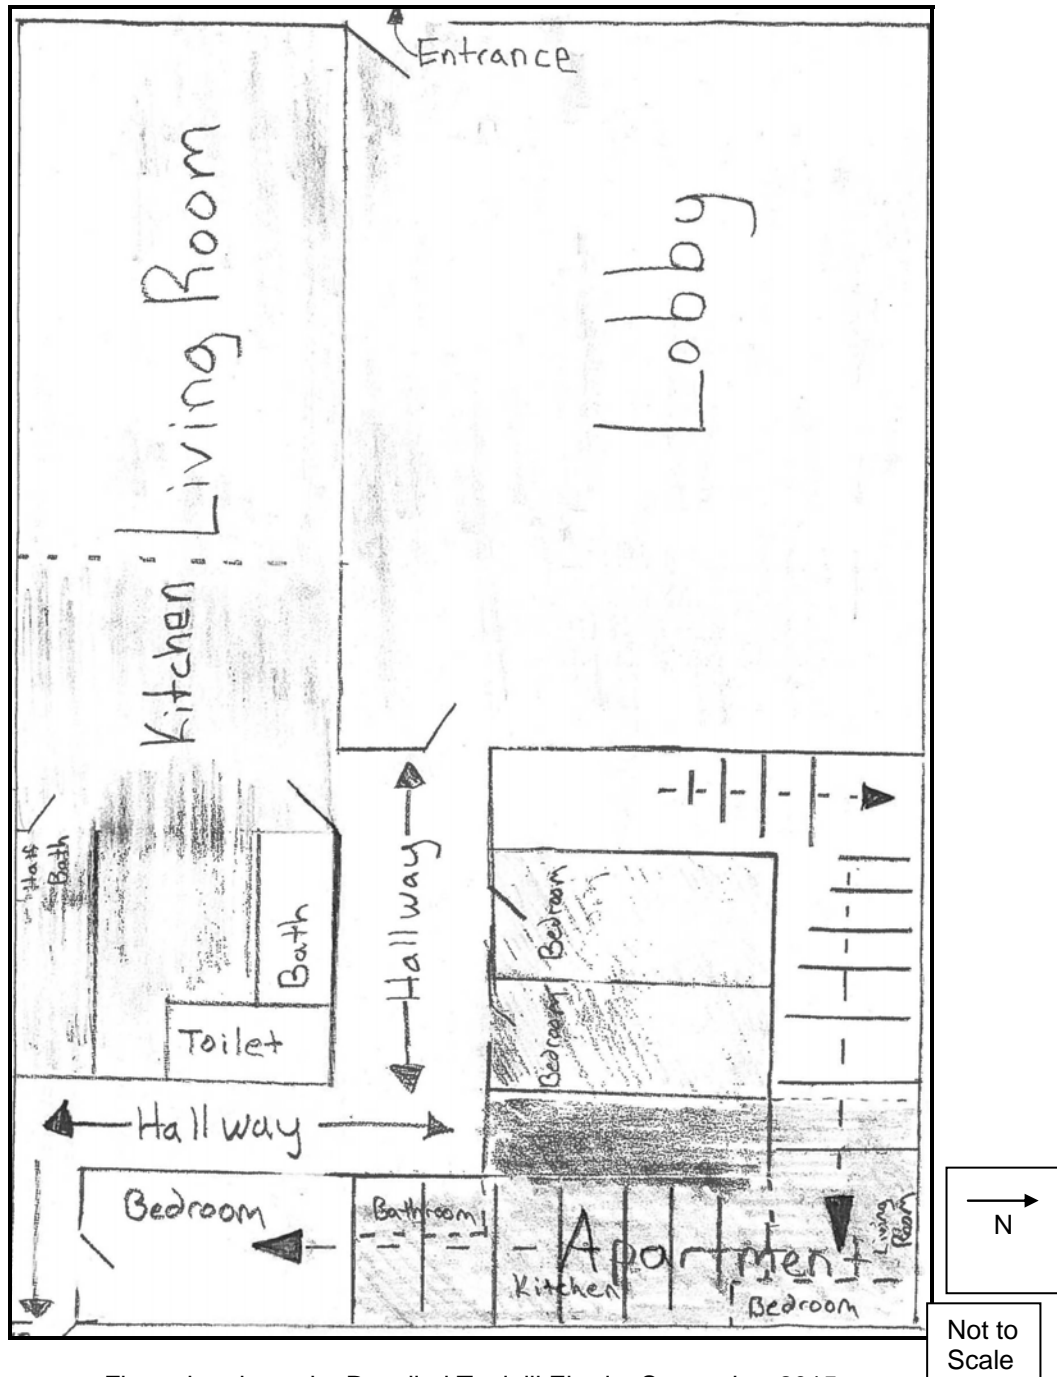 Entrance
Living Room
Lobby
Kitchen
Half
Bath
Bath
Toilet
Hallway
Bedroom
Bedroom
Hallway
Bedroom
Bathroom
Apartment
Living
Room
Kitchen
Bedroom
N
Not to
Scale